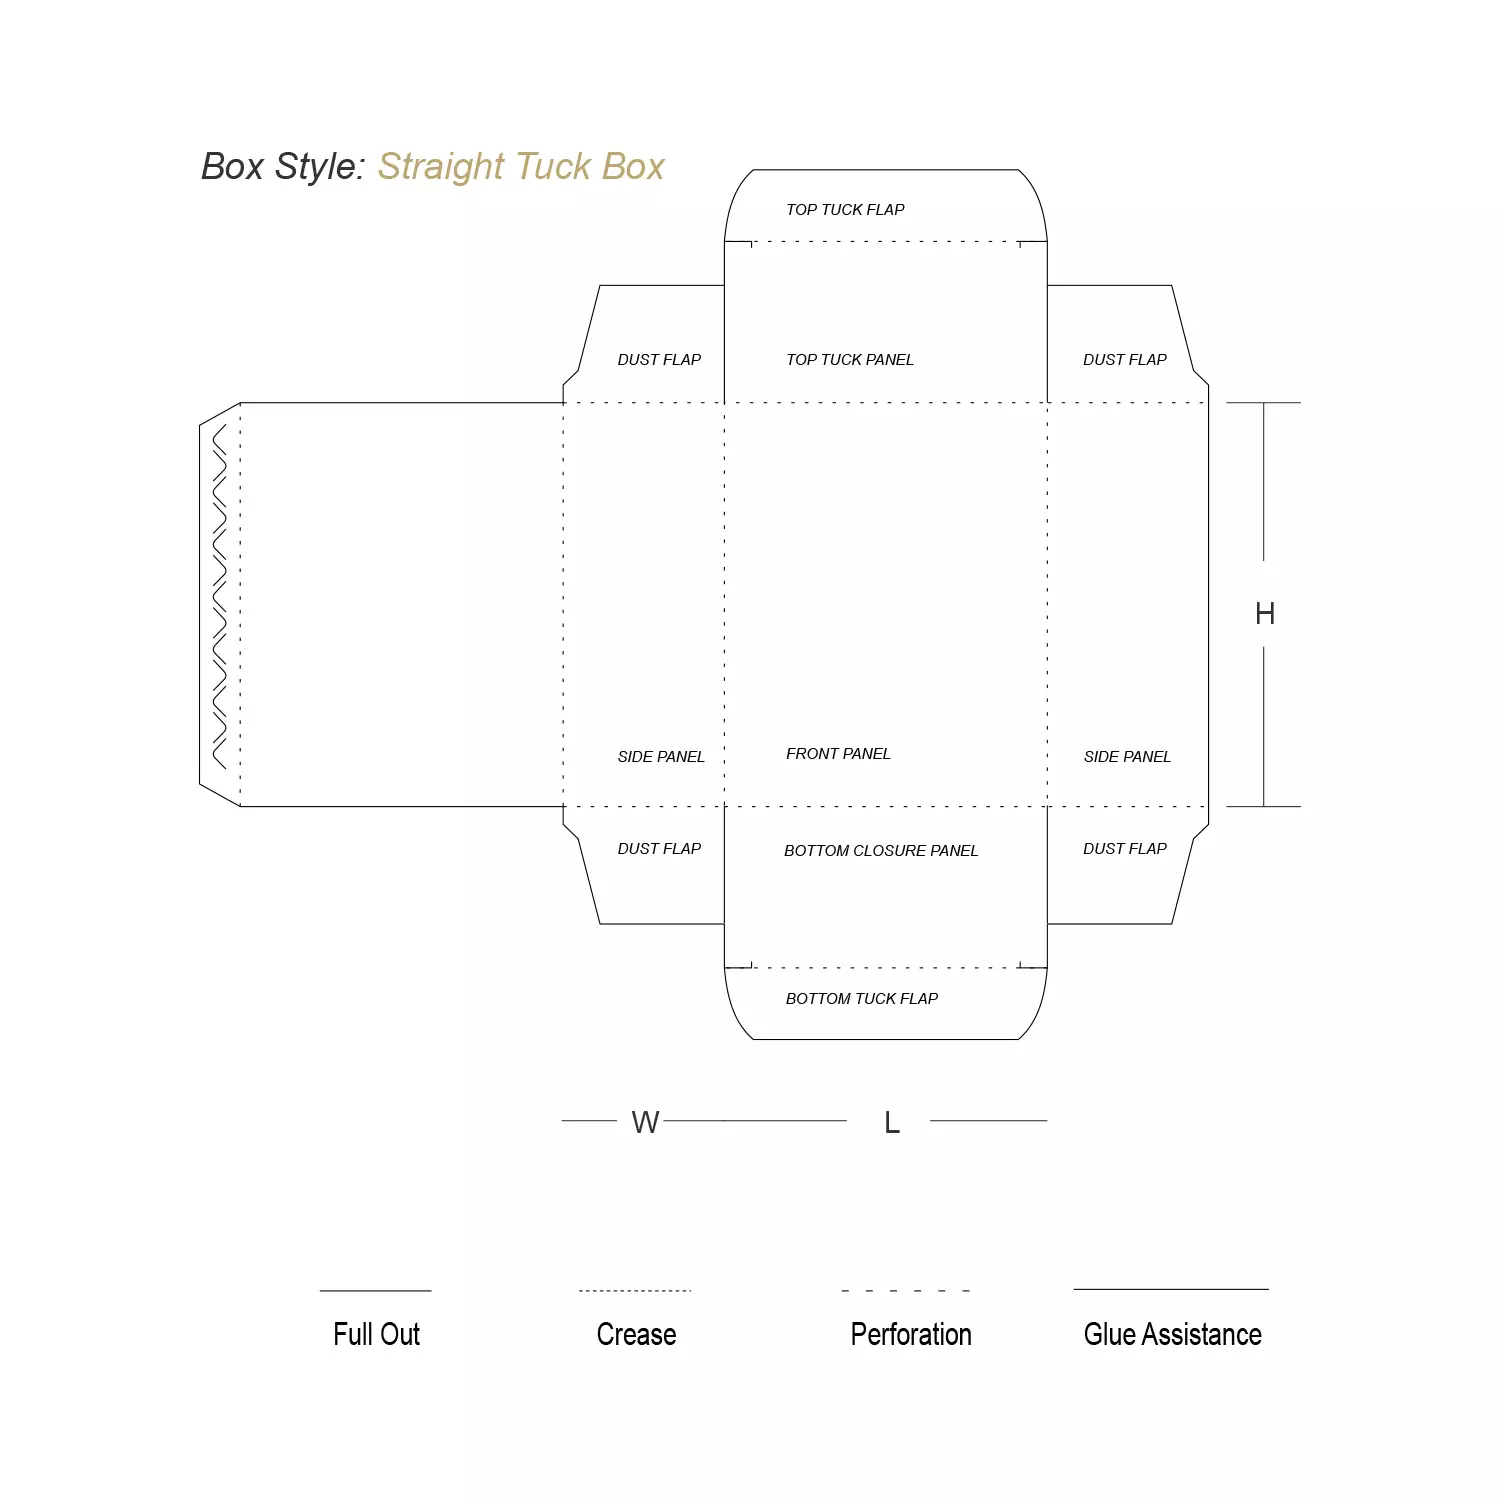 Box Style: Straight Tuck Box
TOP TUCK FLAP
DUST FLAP
TOP TUCK PANEL
DUST FLAP
H
SIDE PANEL
FRONT PANEL
SIDE PANEL
DUST FLAP
BOTTOM CLOSURE PANEL
DUST FLAP
BOTTOM TUCK FLAP
W
L
Full Out
Crease
Perforation
Glue Assistance